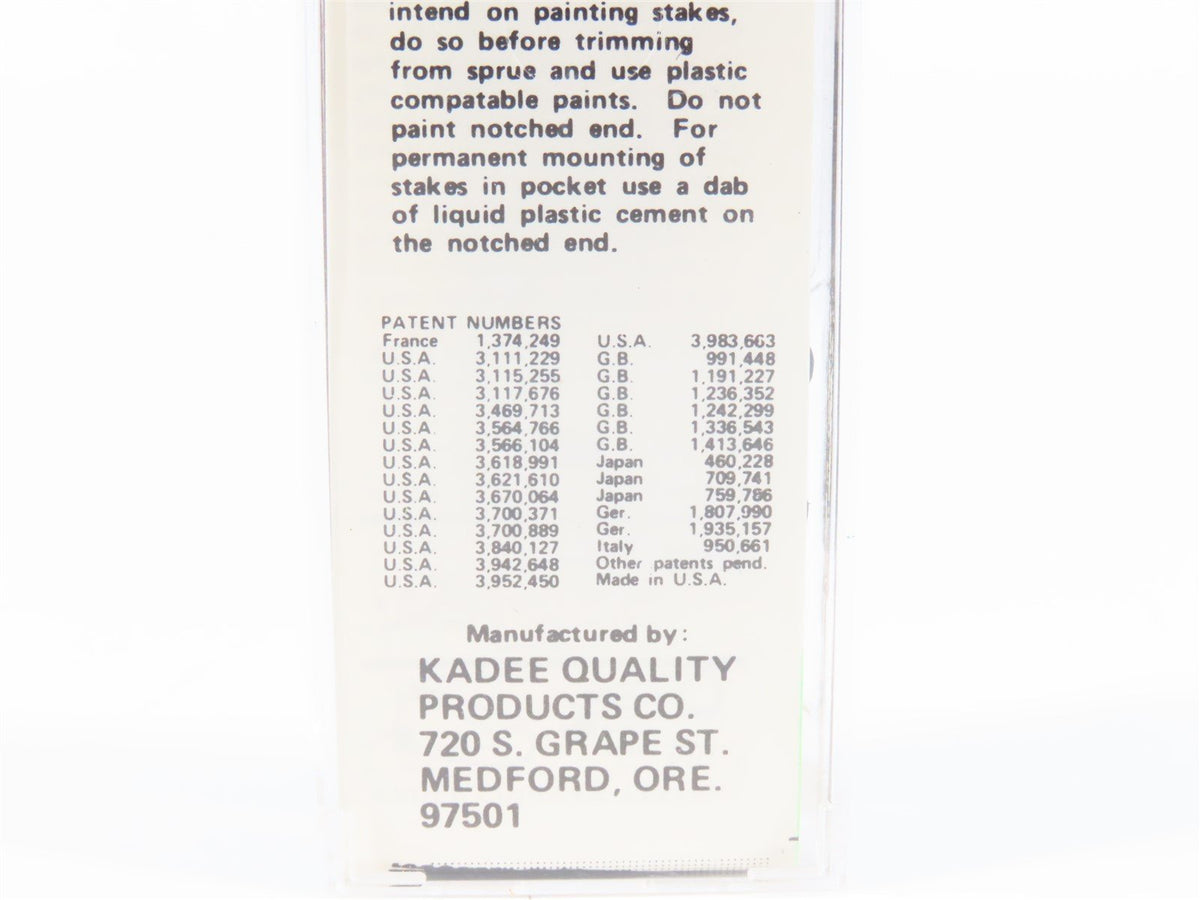 intend on painting stakes,
do so before trimming
from sprue and use plastic
compatable paints. Do not
paint notched end. For
permanent mounting of
stakes in pocket use a dab
of liquid plastic cement on
the notched end.
PATENT NUMBERS
France 1,374,249
U.S.A. 3,111,229
U.S.A. 3,115,255
U.S.A. 3,117,676
U.S.A. 3,469,713
U.S.A. 3,564,766
U.S.A. 3,566,104
U.S.A. 3,618,991
U.S.A. 3,621,610
U.S.A. 3,670,064
U.S.A. 3,700,371
U.S.A. 3,700,889
U.S.A. 3,840,127
U.S.A. 3,942,648
U.S.A. 3,952,450
U.S.A. 3,983,663
G.B. 991,448
G.B. 1,191,227
G.B. 1,236,352
G.B. 1,242,299
G.B. 1,336,543
G.B. 1,413,646
Japan 460,228
Japan 709,741
Japan 759,786
Ger. 1,807,990
Ger. 1,935,157
Italy 950,661
Other patents pend.
Made in U.S.A.
Manufactured by:
KADEE QUALITY
PRODUCTS CO.
720 S. GRAPE ST.
MEDFORD, ORE.
97501